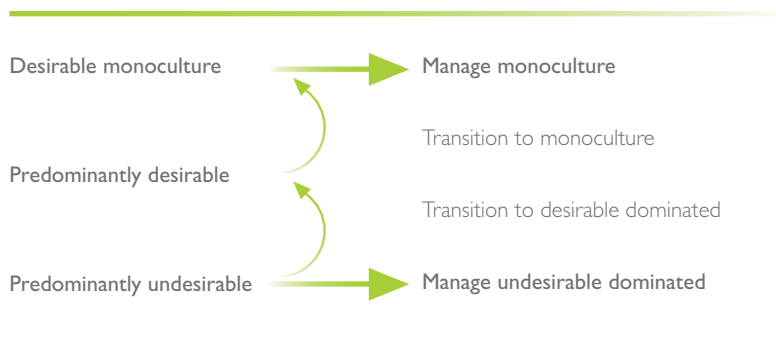 Desirable monoculture
Manage monoculture
Transition to monoculture
Predominantly desirable
Transition to desirable dominated
Predominantly undesirable
Manage undesirable dominated